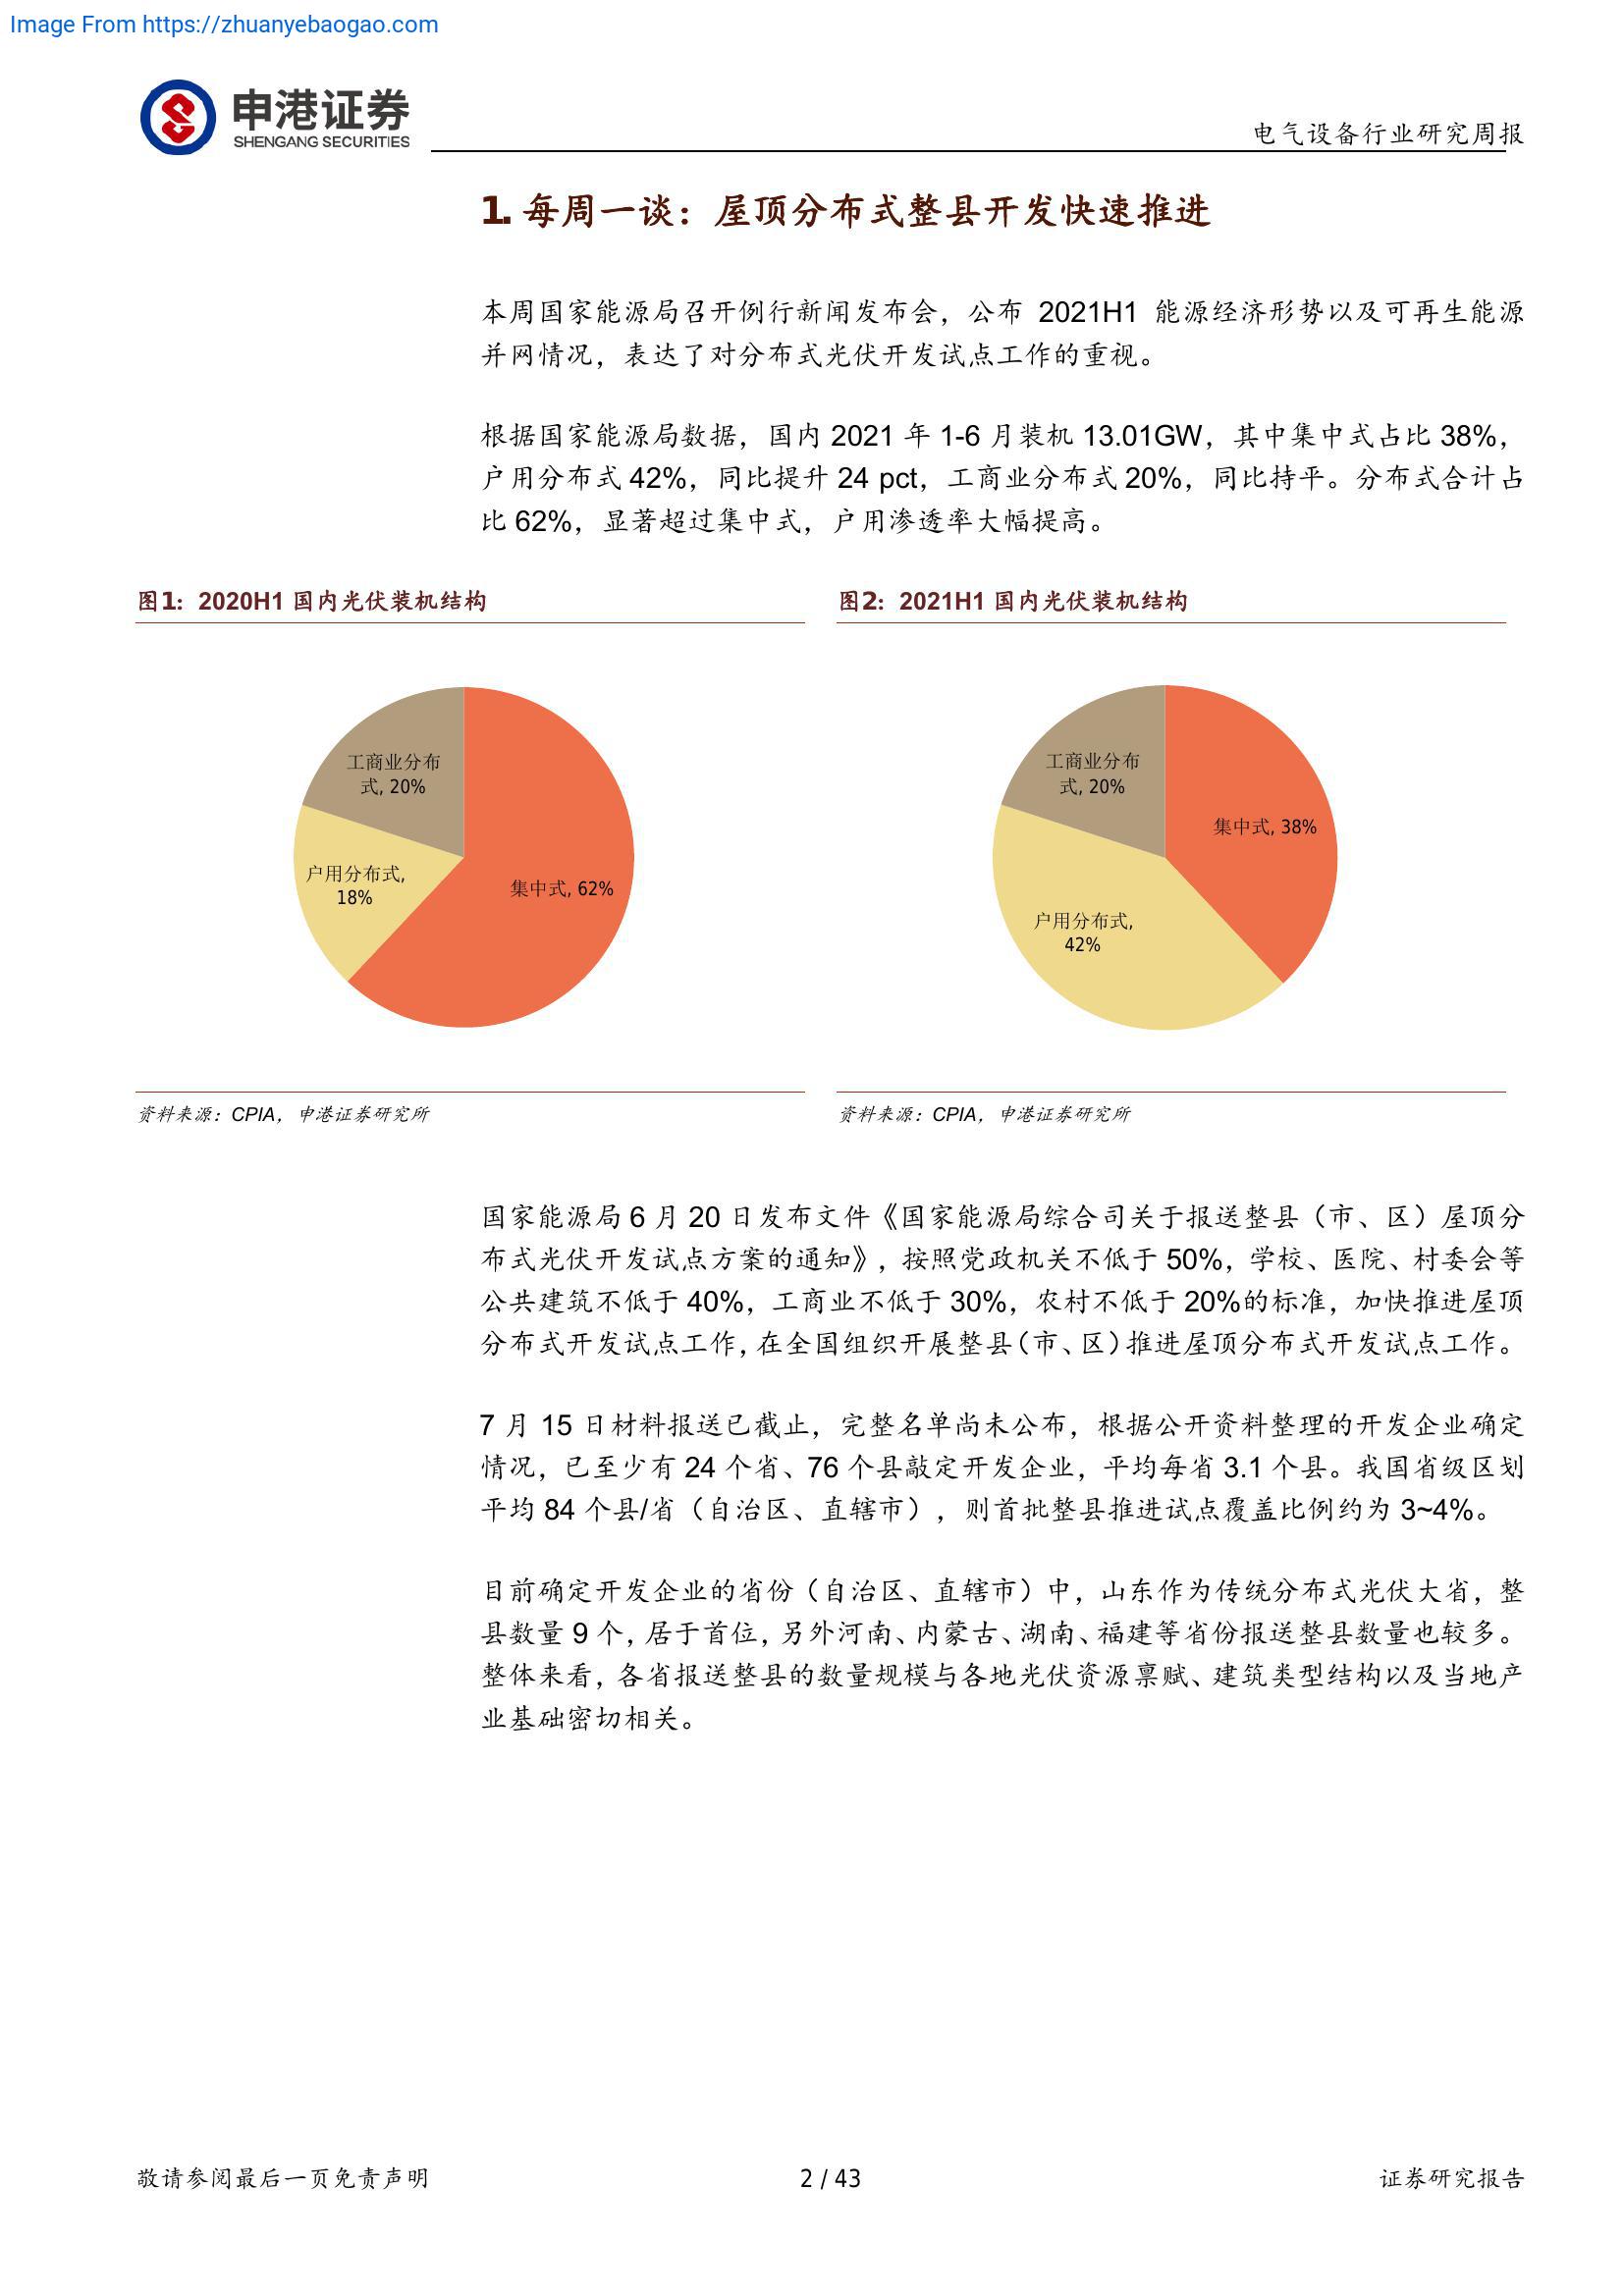 Image From https://zhuanyebaogao.com
申港证券
SHENGANG SECURITIES
电气设备行业研究周报
1. 每周一谈：屋顶分布式整县开发快速推进
本周国家能源局召开例行新闻发布会，公布 2021H1 能源经济形势以及可再生能源
并网情况，表达了对分布式光伏开发试点工作的重视。
根据国家能源局数据，国内 2021 年 1-6 月装机 13.01GW，其中集中式占比 38%，
户用分布式 42%，同比提升 24 pct，工商业分布式 20%，同比持平。分布式合计占
比 62%，显著超过集中式，户用渗透率大幅提高。
图1：2020H1 国内光伏装机结构
工商业分布
式, 20%
户用分布式,
18%
集中式, 62%
资料来源：CPIA，申港证券研究所
图2：2021H1 国内光伏装机结构
工商业分布
式, 20%
集中式, 38%
户用分布式,
42%
资料来源：CPIA，申港证券研究所
国家能源局 6 月 20 日发布文件《国家能源局综合司关于报送整县（市、区）屋顶分
布式光伏开发试点方案的通知》，按照党政机关不低于 50%，学校、医院、村委会等
公共建筑不低于 40%，工商业不低于 30%，农村不低于 20%的标准，加快推进屋顶
分布式开发试点工作，在全国组织开展整县（市、区）推进屋顶分布式开发试点工作。
7 月 15 日材料报送已截止，完整名单尚未公布，根据公开资料整理的开发企业确定
情况，已至少有 24 个省、76 个县敲定开发企业，平均每省 3.1 个县。我国省级区划
平均 84 个县/省（自治区、直辖市），则首批整县推进试点覆盖比例约为 3~4%。
目前确定开发企业的省份（自治区、直辖市）中，山东作为传统分布式光伏大省，整
县数量 9 个，居于首位，另外河南、内蒙古、湖南、福建等省份报送整县数量也较多。
整体来看，各省报送整县的数量规模与各地光伏资源禀赋、建筑类型结构以及当地产
业基础密切相关。
敬请参阅最后一页免责声明
2 / 43
证券研究报告